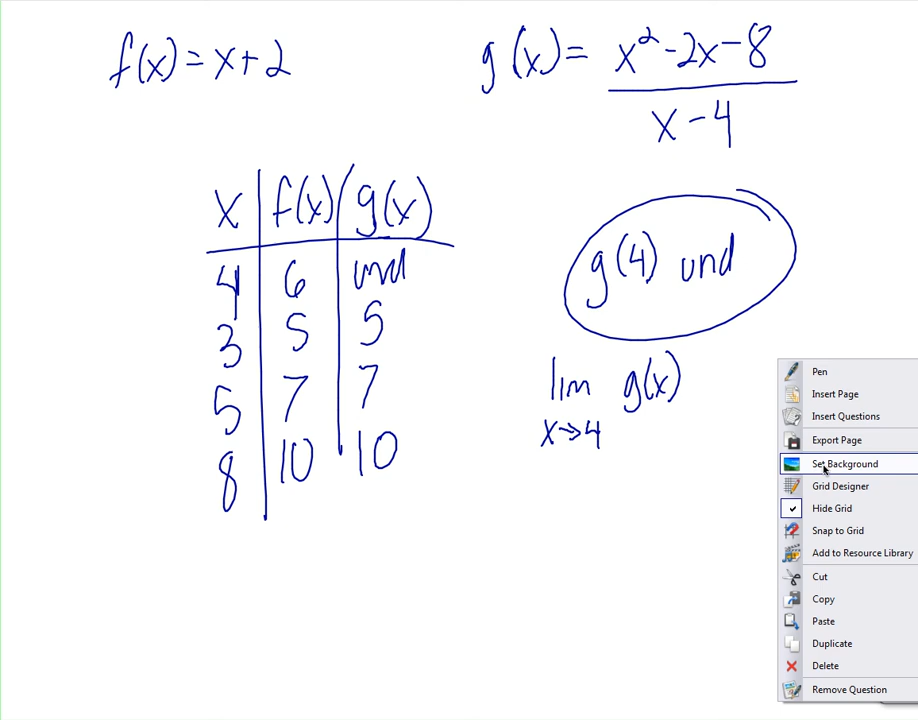 f(x) = x + 2
g(x) = x² - 2x - 8 / x - 4
x f(x) g(x)
4 6 und
3 5 5
5 7 7
8 10 10
g(4) und
lim g(x)
x→4
Pen
Insert Page
Insert Questions
Export Page
Set Background
Grid Designer
Hide Grid
Snap to Grid
Add to Resource Library
Cut
Copy
Paste
Duplicate
Delete
Remove Question